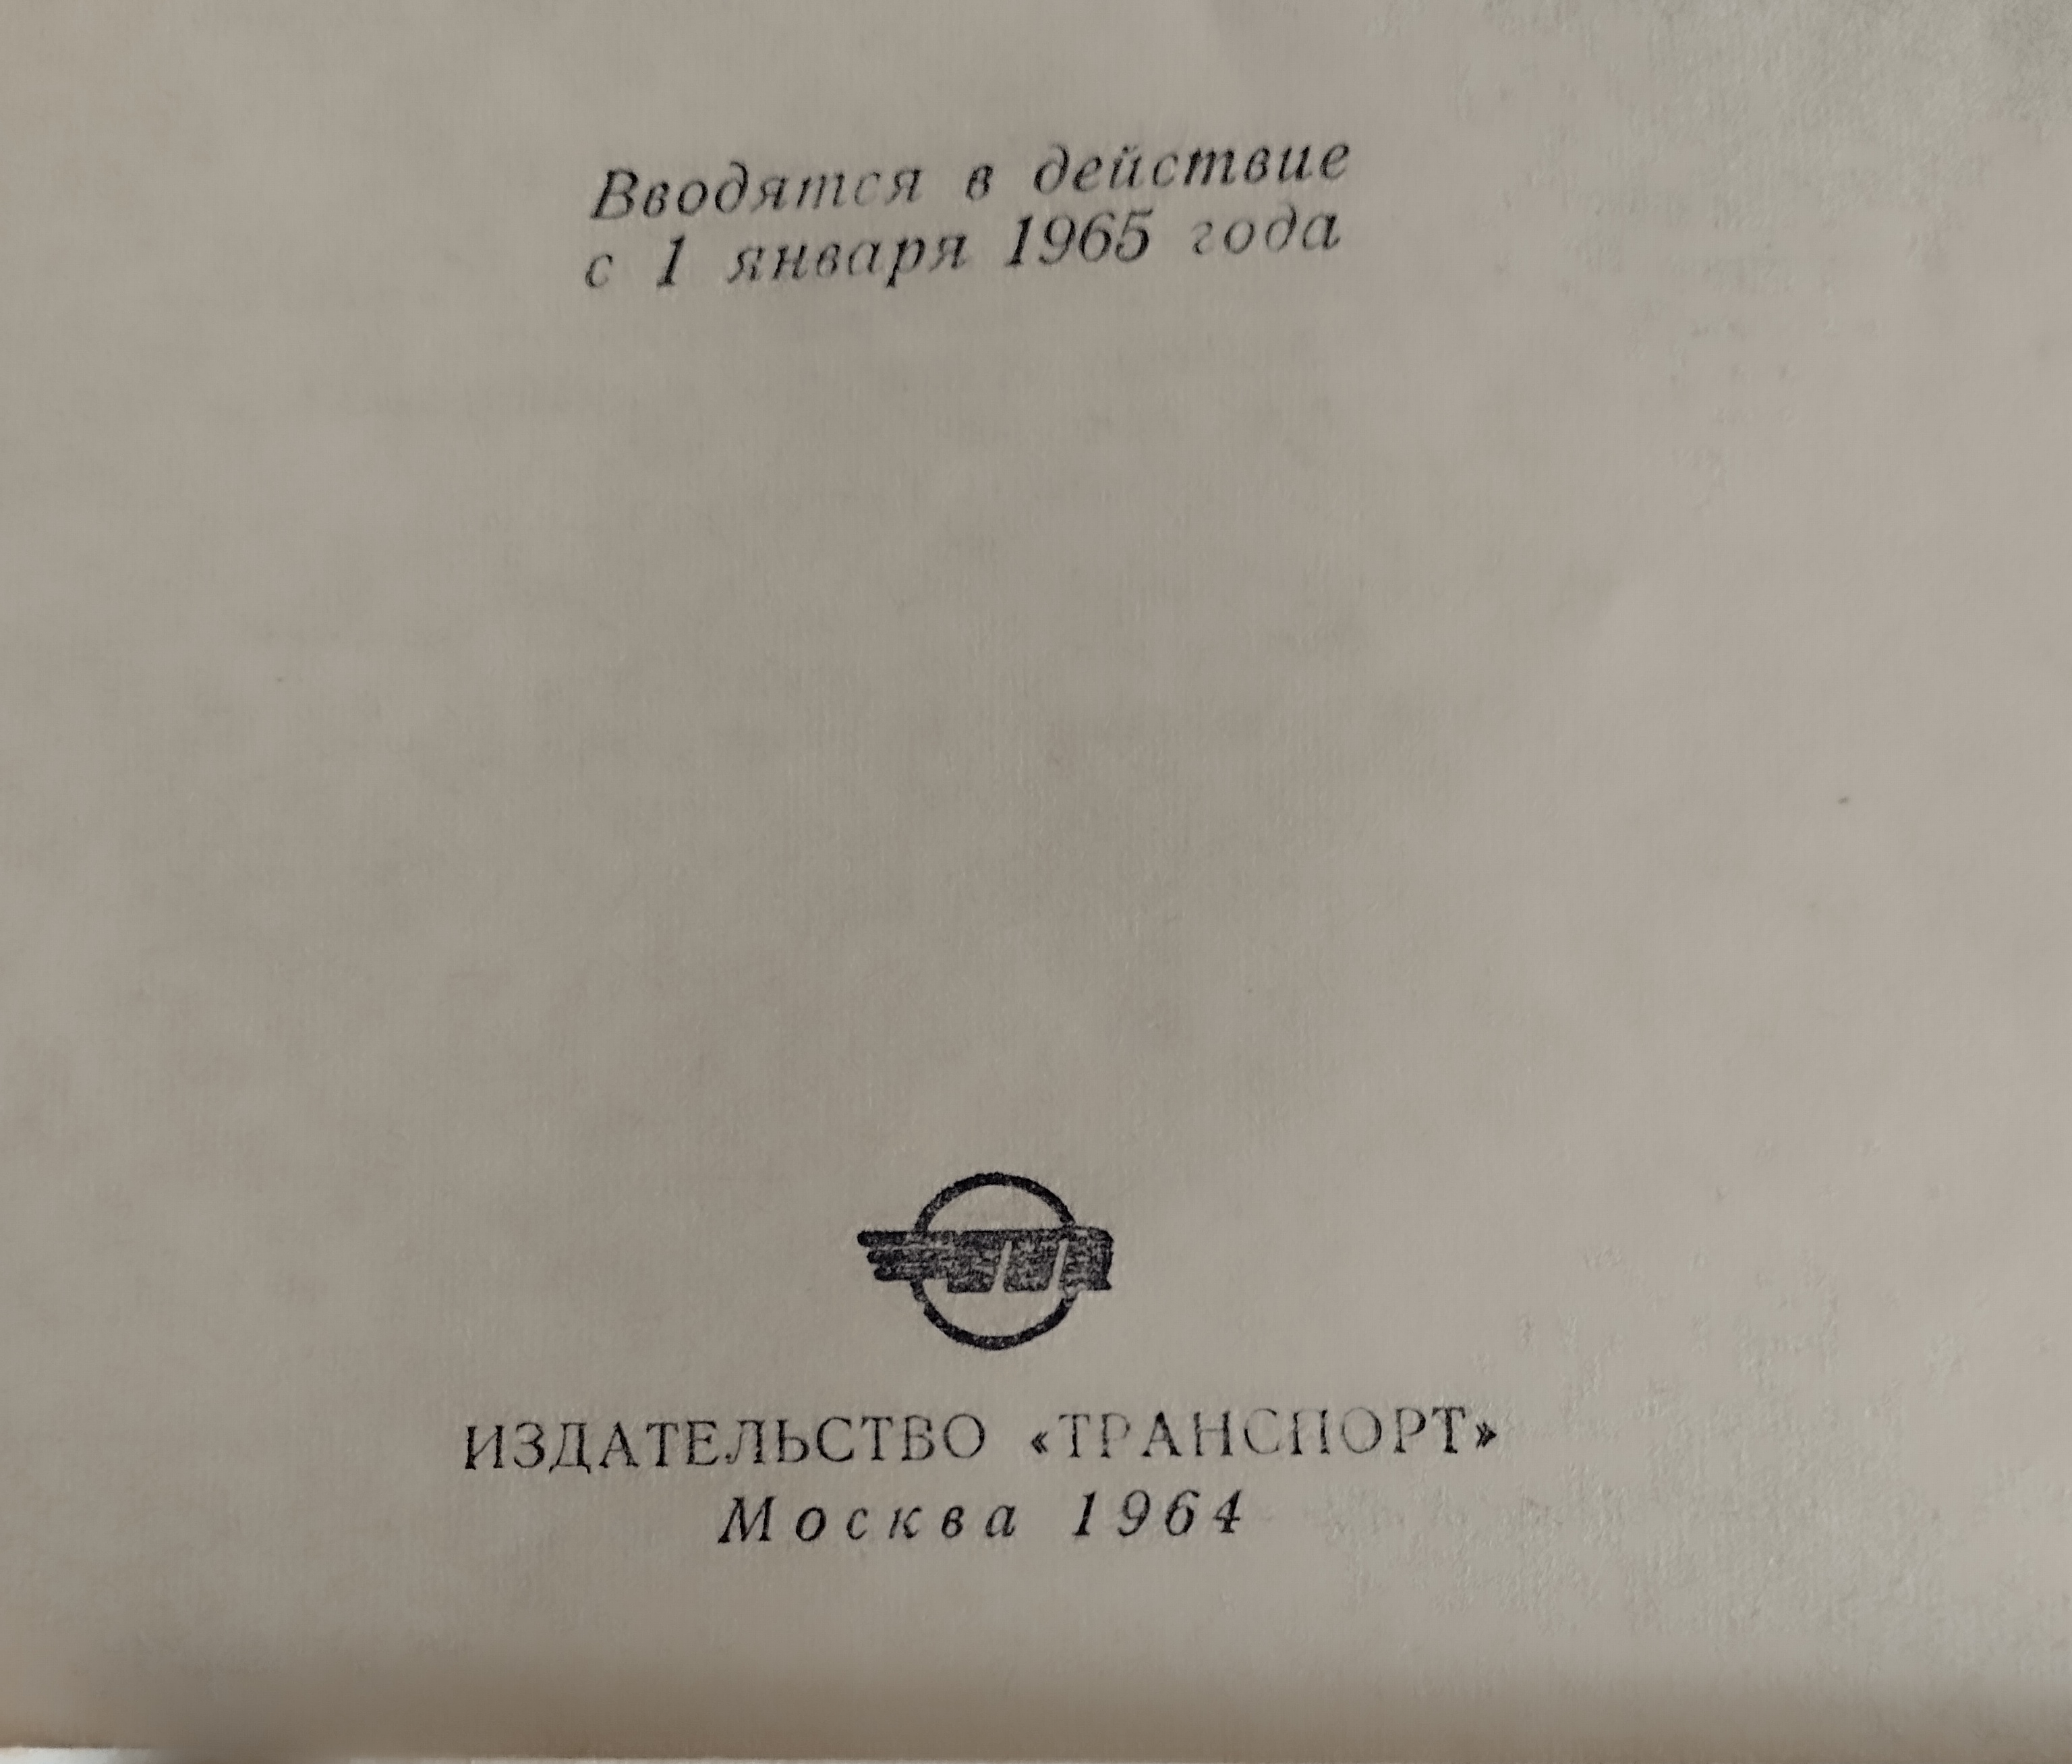 Вводятся в действие
с 1 января 1965 года
ИЗДАТЕЛЬСТВО «ТРАНСПОРТ»
Москва 1964